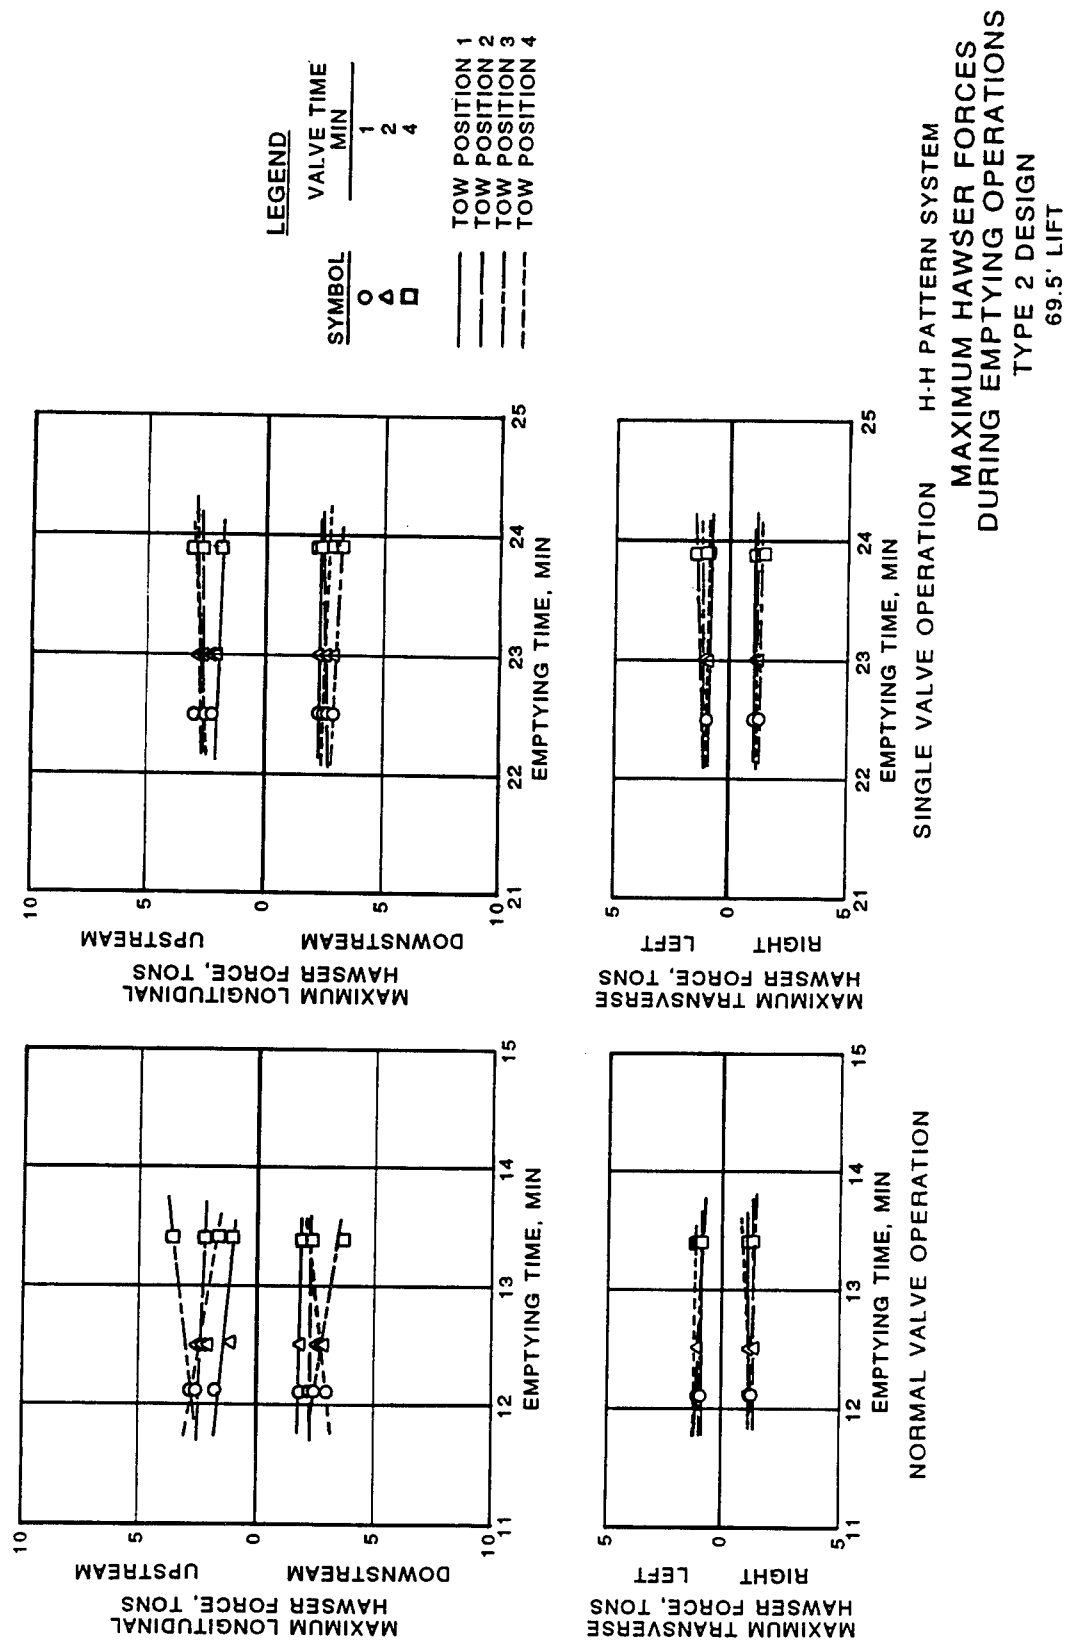 MAXIMUM LONGITUDINAL
HAWSER FORCE, TONS
DOWNSTREAM UPSTREAM
10
5
0
5
10
11 12 13 14 15
EMPTYING TIME, MIN
MAXIMUM LONGITUDINAL
HAWSER FORCE, TONS
DOWNSTREAM UPSTREAM
10
5
0
5
10
21 22 23 24 25
EMPTYING TIME, MIN
LEGEND
SYMBOL VALVE TIME
MIN
1
2
4
TOW POSITION 1
TOW POSITION 2
TOW POSITION 3
TOW POSITION 4
MAXIMUM TRANSVERSE
HAWSER FORCE, TONS
RIGHT LEFT
5
0
5
11 12 13 14 15
EMPTYING TIME, MIN
NORMAL VALVE OPERATION
MAXIMUM TRANSVERSE
HAWSER FORCE, TONS
RIGHT LEFT
5
0
5
21 22 23 24 25
EMPTYING TIME, MIN
SINGLE VALVE OPERATION
H-H PATTERN SYSTEM
MAXIMUM HAWSER FORCES
DURING EMPTYING OPERATIONS
TYPE 2 DESIGN
69.5' LIFT